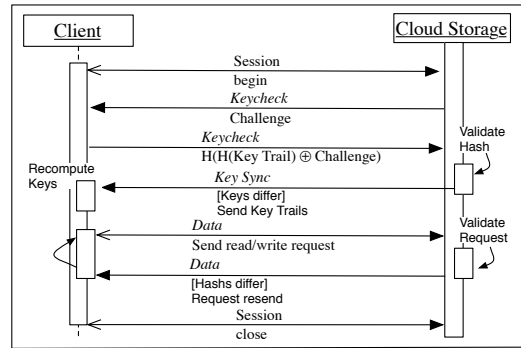 Client
Cloud Storage
Session
begin
Keycheck
Challenge
Keycheck
H(H(Key Trail) ⊕ Challenge)
Validate
Hash
Recompute
Keys
Key Sync
[Keys differ]
Send Key Trails
Data
Send read/write request
Validate
Request
Data
[Hashs differ]
Request resend
Session
close